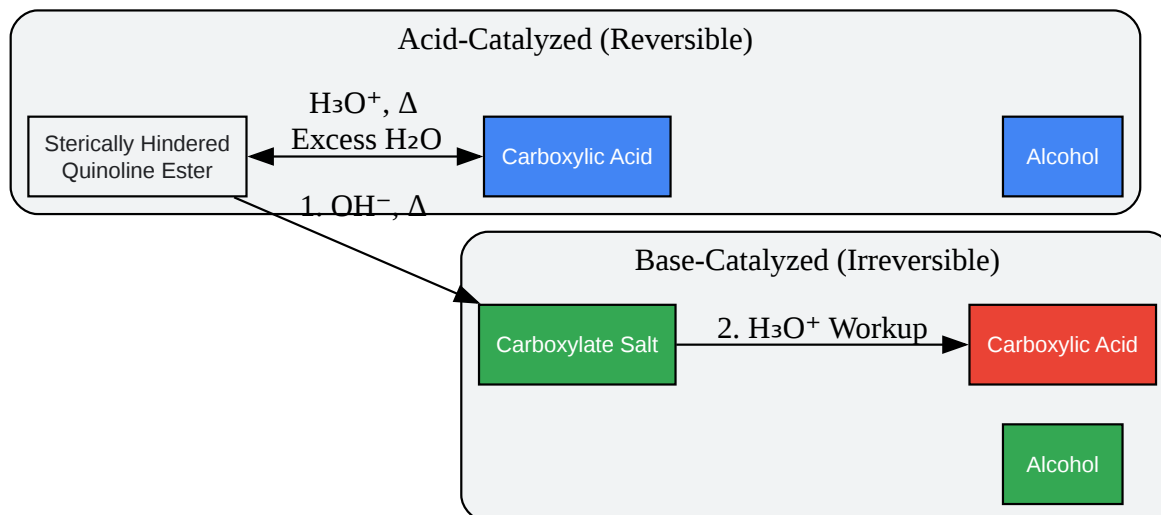 Acid-Catalyzed (Reversible)
H₃O⁺, Δ
Excess H₂O
Sterically Hindered
Quinoline Ester
Carboxylic Acid
Alcohol
1. OH⁻, Δ
Base-Catalyzed (Irreversible)
Carboxylate Salt
2. H₃O⁺ Workup
Carboxylic Acid
Alcohol